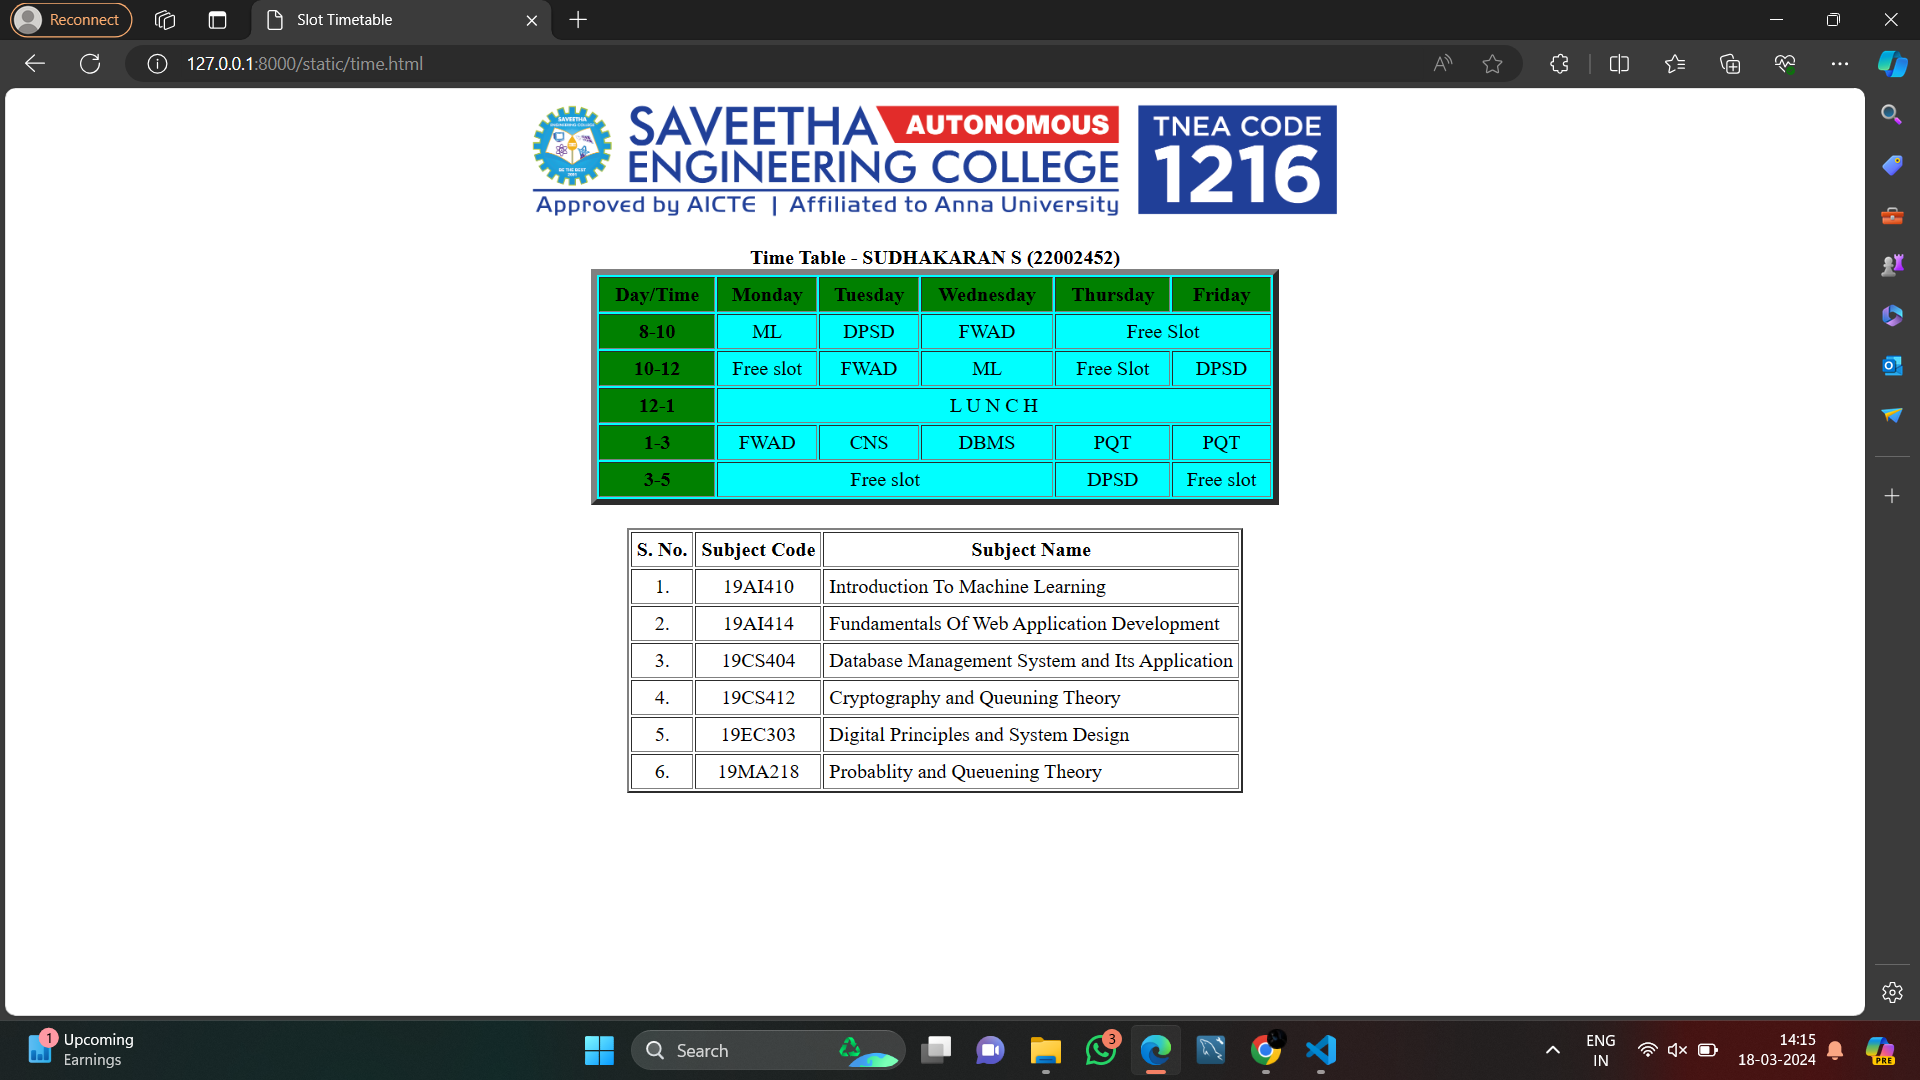 Reconnect
Slot Timetable
127.0.0.1:8000/static/time.html
SAVEETHA AUTONOMOUS
ENGINEERING COLLEGE
Approved by AICTE | Affiliated to Anna University
TNEA CODE
1216
Time Table - SUDHAKARAN S (22002452)
Day/Time Monday Tuesday Wednesday Thursday Friday
8-10 ML DPSD FWAD Free Slot
10-12 Free slot FWAD ML Free Slot DPSD
12-1 L U N C H
1-3 FWAD CNS DBMS PQT PQT
3-5 Free slot DPSD Free slot
S. No. Subject Code Subject Name
1. 19AI410 Introduction To Machine Learning
2. 19AI414 Fundamentals Of Web Application Development
3. 19CS404 Database Management System and Its Application
4. 19CS412 Cryptography and Queuning Theory
5. 19EC303 Digital Principles and System Design
6. 19MA218 Probablity and Queuening Theory
1 Upcoming
Earnings
Search
3
ENG
IN
14:15
18-03-2024
PRE